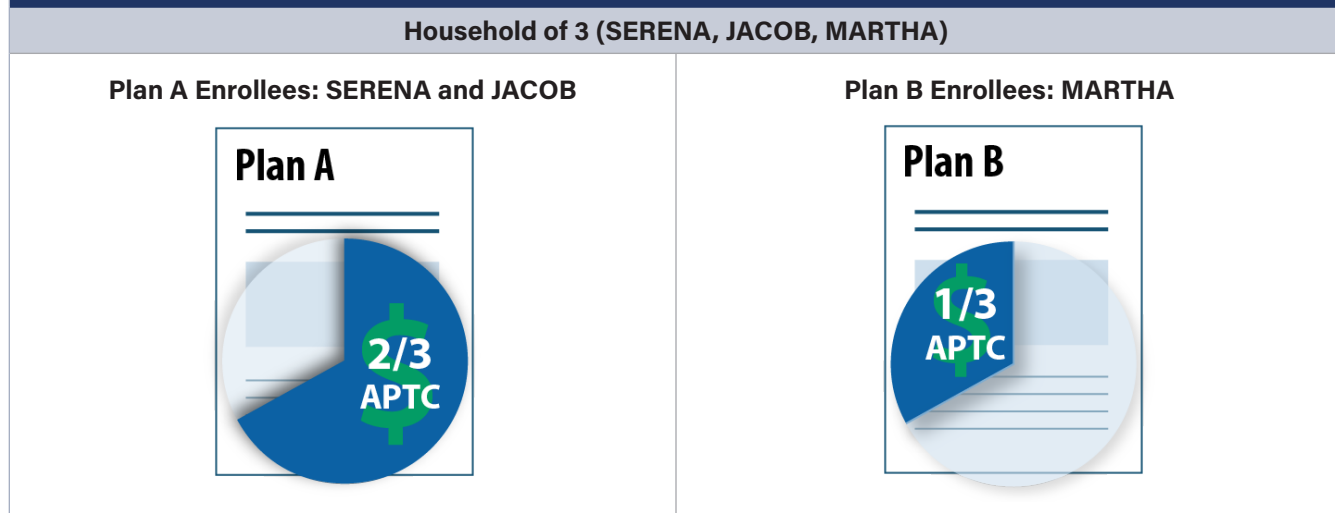 Household of 3 (SERENA, JACOB, MARTHA)
Plan A Enrollees: SERENA and JACOB
Plan A
$
2/3
APTC
Plan B Enrollees: MARTHA
Plan B
$
1/3
APTC